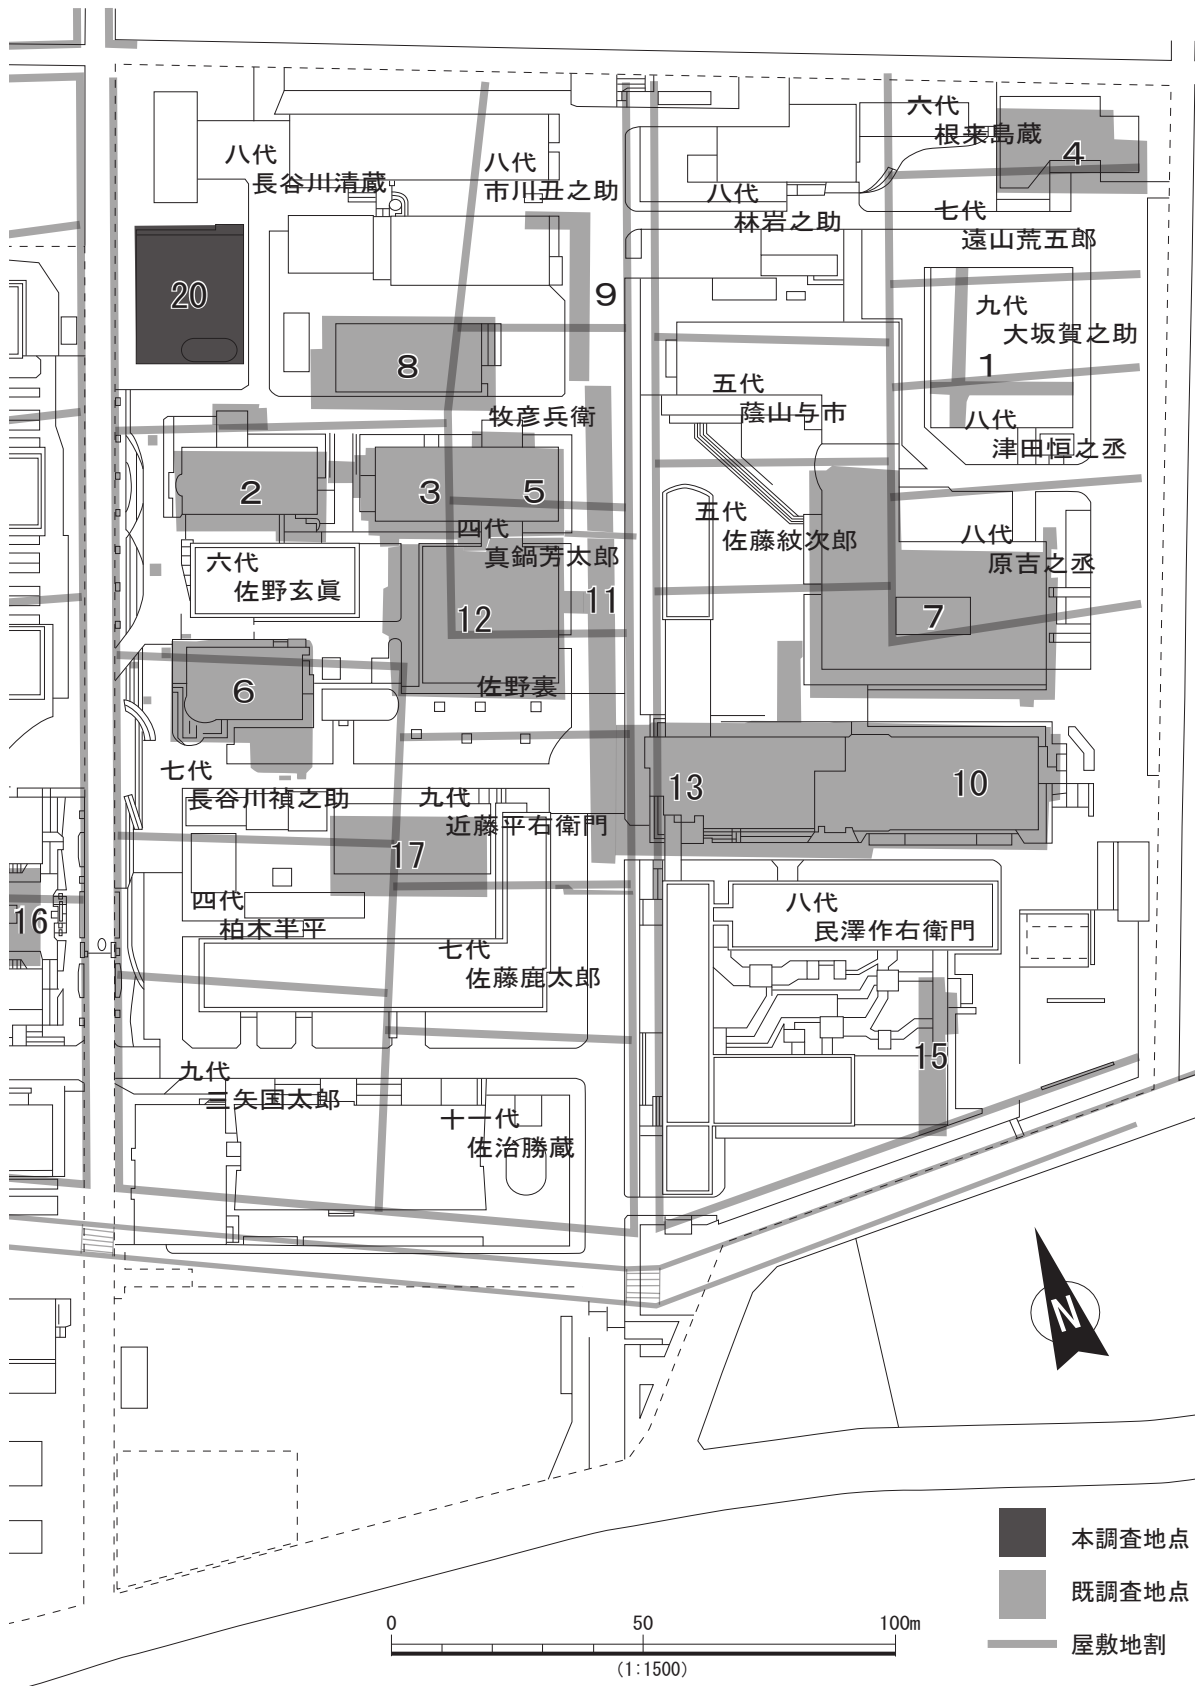 八代
長谷川清蔵
八代
市川丑之助
六代
根来島蔵
4
八代
林岩之助
七代
遠山荒五郎
20
9
九代
大坂賀之助
1
8
五代
蔭山与市
牧彦兵衛
八代
津田恒之丞
2
3
5
四代
真鍋芳太郎
五代
佐藤紋次郎
八代
原吉之丞
六代
佐野玄眞
12
11
7
6
佐野裏
七代
長谷川禎之助
九代
近藤平右衛門
13
10
17
16
四代
柏木半平
八代
民澤作右衛門
七代
佐藤鹿太郎
15
九代
三矢国太郎
十一代
佐治勝蔵
N
本調査地点
既調査地点
屋敷地割
0 50 100m
(1:1500)